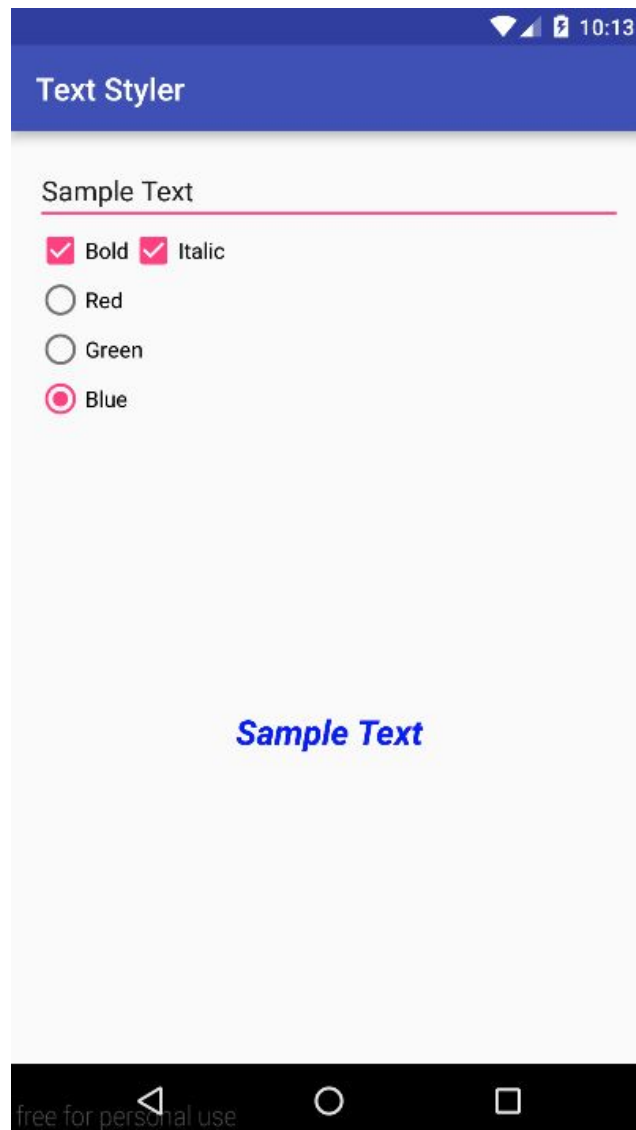 10:13
Text Styler
Sample Text
Bold Italic
Red
Green
Blue
Sample Text
free for personal use